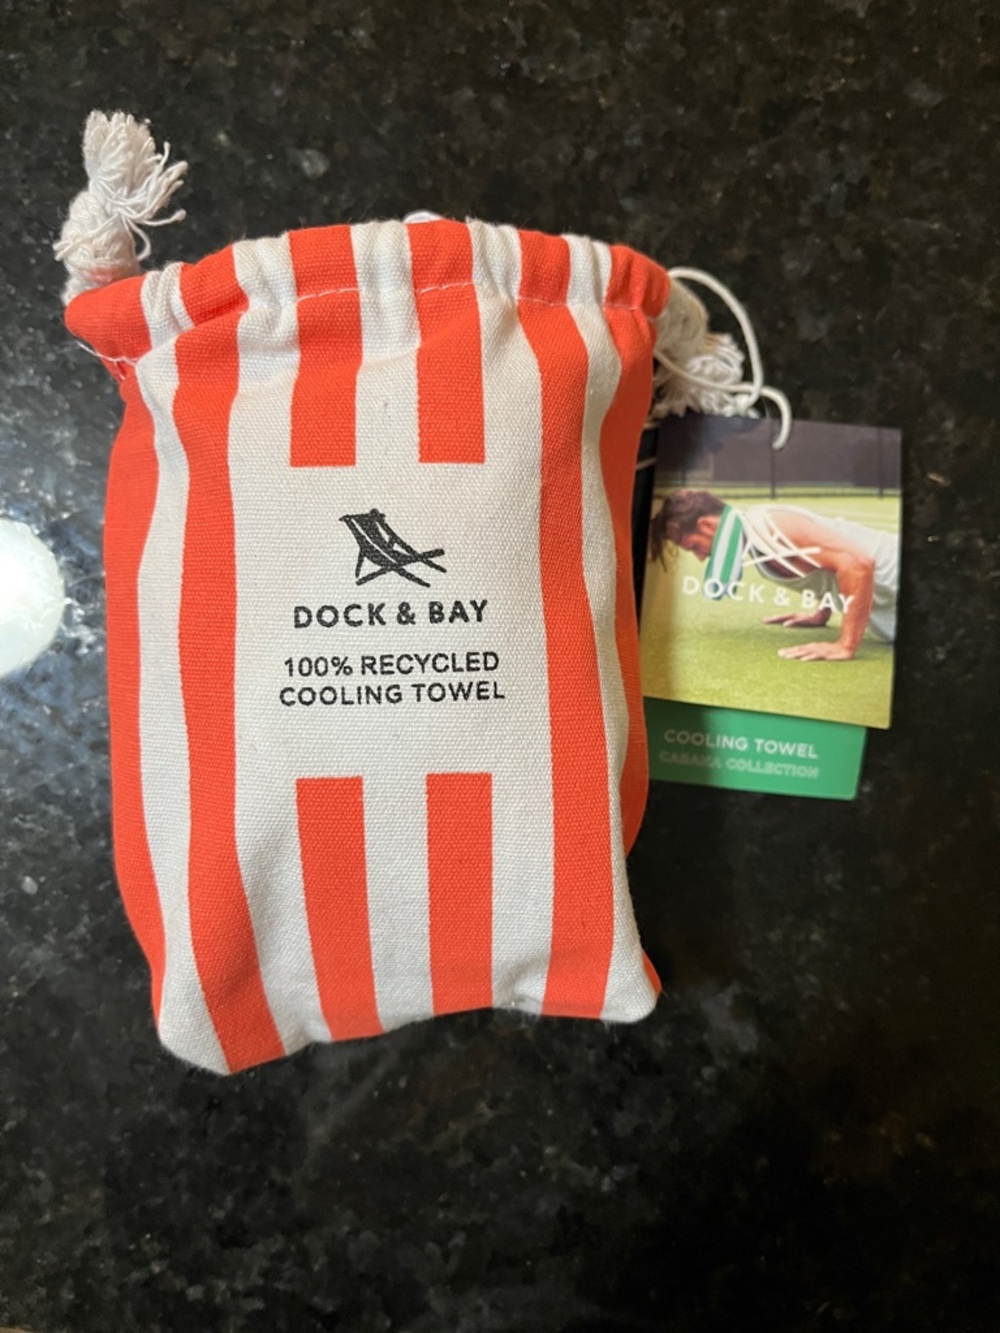 DOCK & BAY
100% RECYCLED
COOLING TOWEL
DOCK & BAY
COOLING TOWEL
CABANA COLLECTION